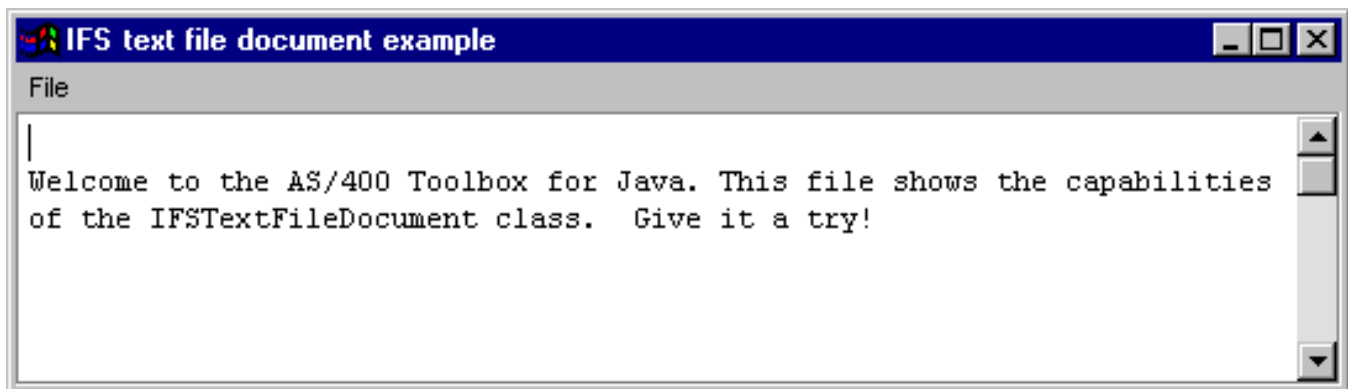 IFS text file document example
File
Welcome to the AS/400 Toolbox for Java. This file shows the capabilities
of the IFSTextFileDocument class.  Give it a try!